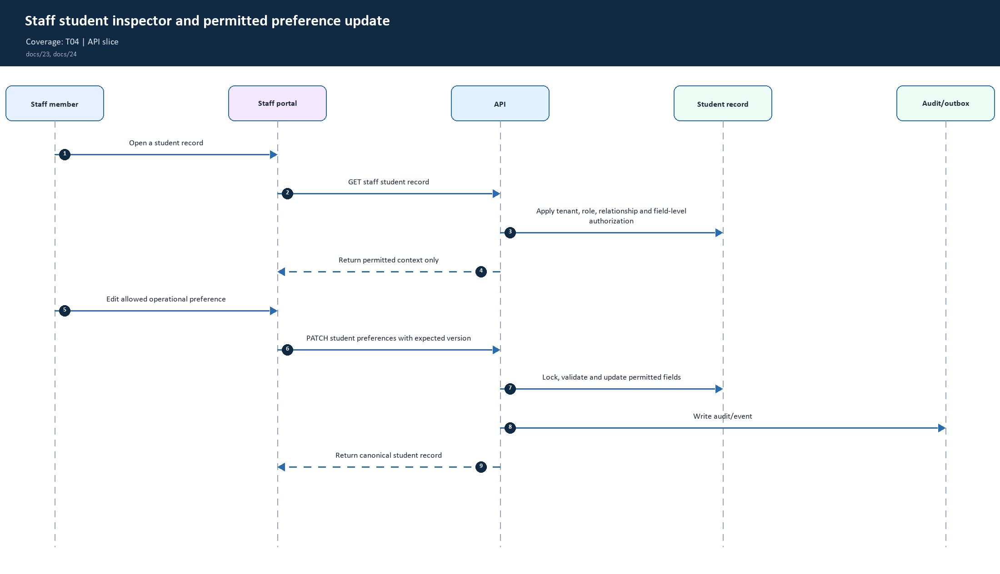 Staff student inspector and permitted preference update
Coverage: T04 | API slice
docs/23, docs/24
Staff member
Staff portal
API
Student record
Audit/outbox
Open a student record
1
GET staff student record
2
Apply tenant, role, relationship and field-level
authorization
3
Return permitted context only
4
Edit allowed operational preference
5
PATCH student preferences with expected version
6
Lock, validate and update permitted fields
7
Write audit/event
8
Return canonical student record
9